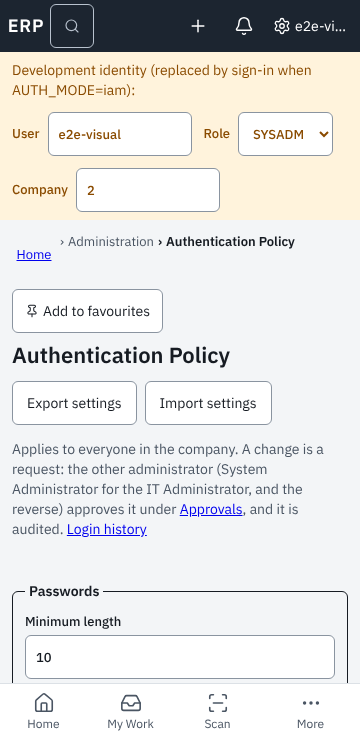 ERP
e2e-vi...
Development identity (replaced by sign-in when
AUTH_MODE=iam):
User
e2e-visual
Role
SYSADM
Company
2
Home › Administration › Authentication Policy
Add to favourites
Authentication Policy
Export settings
Import settings
Applies to everyone in the company. A change is a
request: the other administrator (System
Administrator for the IT Administrator, and the
reverse) approves it under Approvals, and it is
audited. Login history
Passwords
Minimum length
10
Home
My Work
Scan
More